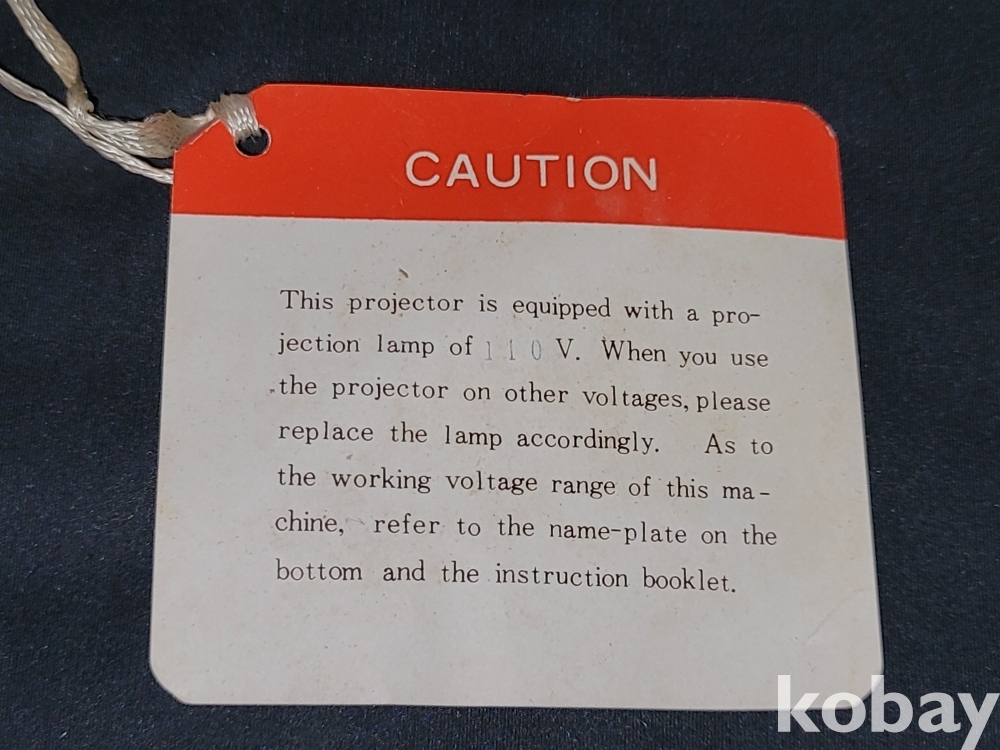 CAUTION
This projector is equipped with a pro-
jection lamp of 110 V. When you use
the projector on other voltages, please
replace the lamp accordingly. As to
the working voltage range of this ma-
chine, refer to the name-plate on the
bottom and the instruction booklet.
kobay